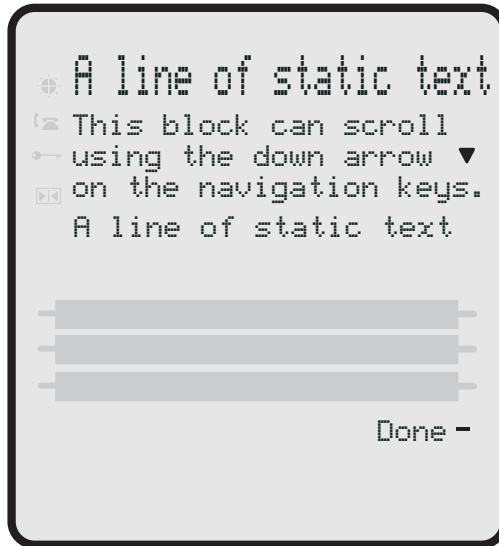 A line of static text
This block can scroll
using the down arrow ▼
on the navigation keys.
A line of static text
Done